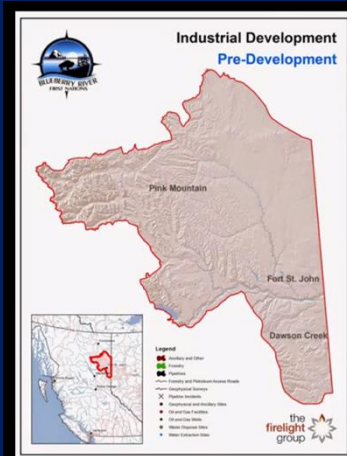 Industrial Development
Pre-Development
BLUEBERRY RIVER
FIRST NATIONS
Pink Mountain
Fort St. John
Dawson Creek
Legend
Ancillary and Other
Forestry
Pipelines
Forestry and Petroleum Access Roads
Geophysical Surveys
Pipeline Incidents
Geophysical and Ancillary Sites
Oil and Gas Facilities
Oil and Gas Wells
Waste Disposal Sites
Water Extraction Sites
the
firelight
group